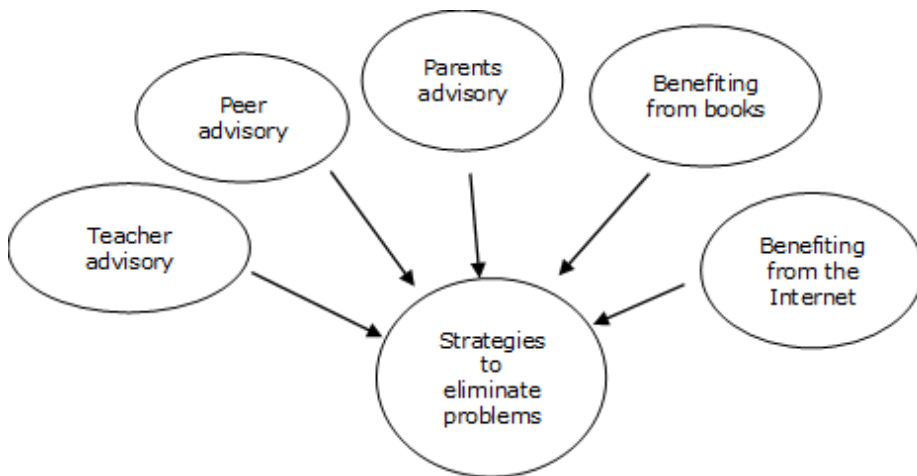 Parents
advisory
Benefiting
from books
Peer
advisory
Teacher
advisory
Benefiting
from the
Internet
Strategies
to
eliminate
problems